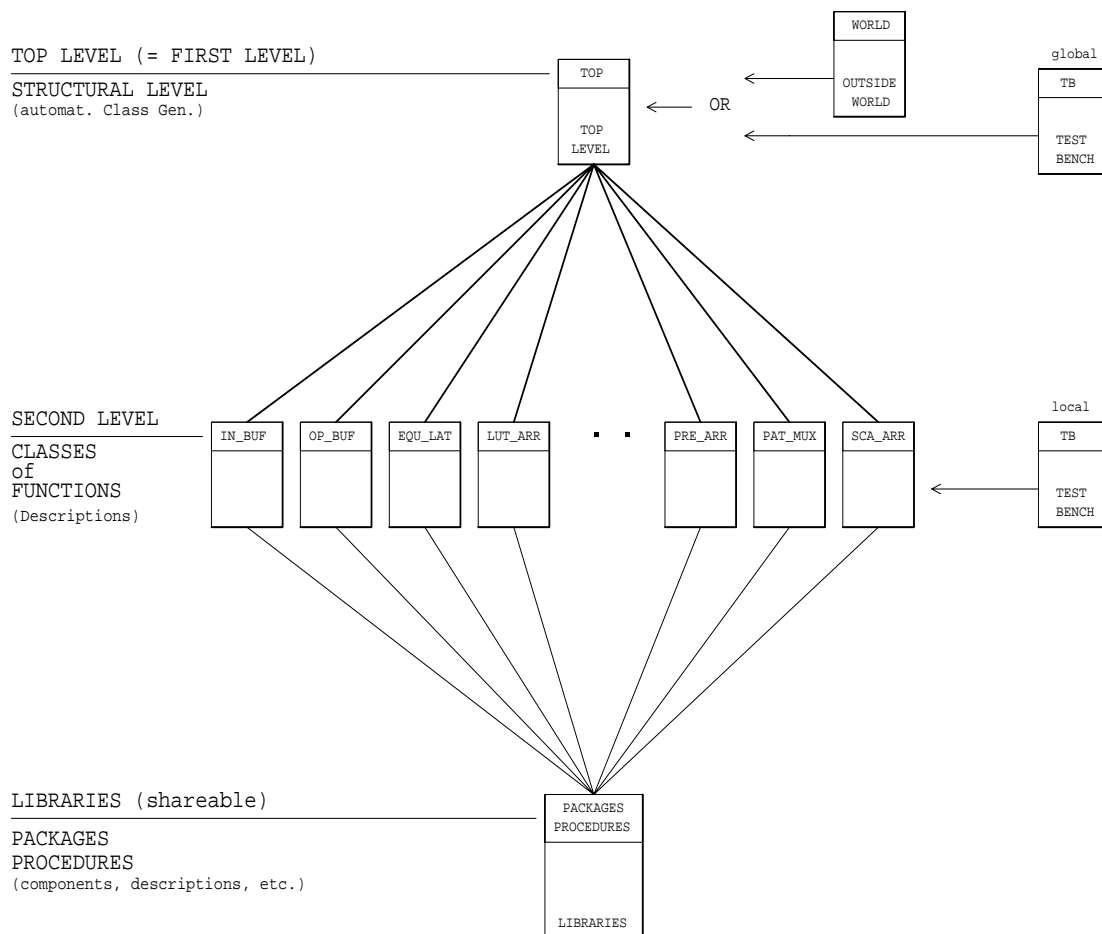 WORLD
OUTSIDE
WORLD
global
TB
TEST
BENCH
TOP LEVEL (= FIRST LEVEL)
STRUCTURAL LEVEL
(automat. Class Gen.)
TOP
TOP
LEVEL
OR
SECOND LEVEL
CLASSES
of
FUNCTIONS
(Descriptions)
IN_BUF OP_BUF EQU_LAT LUT_ARR . . PRE_ARR PAT_MUX SCA_ARR
local
TB
TEST
BENCH
LIBRARIES (shareable)
PACKAGES
PROCEDURES
(components, descriptions, etc.)
PACKAGES
PROCEDURES
LIBRARIES